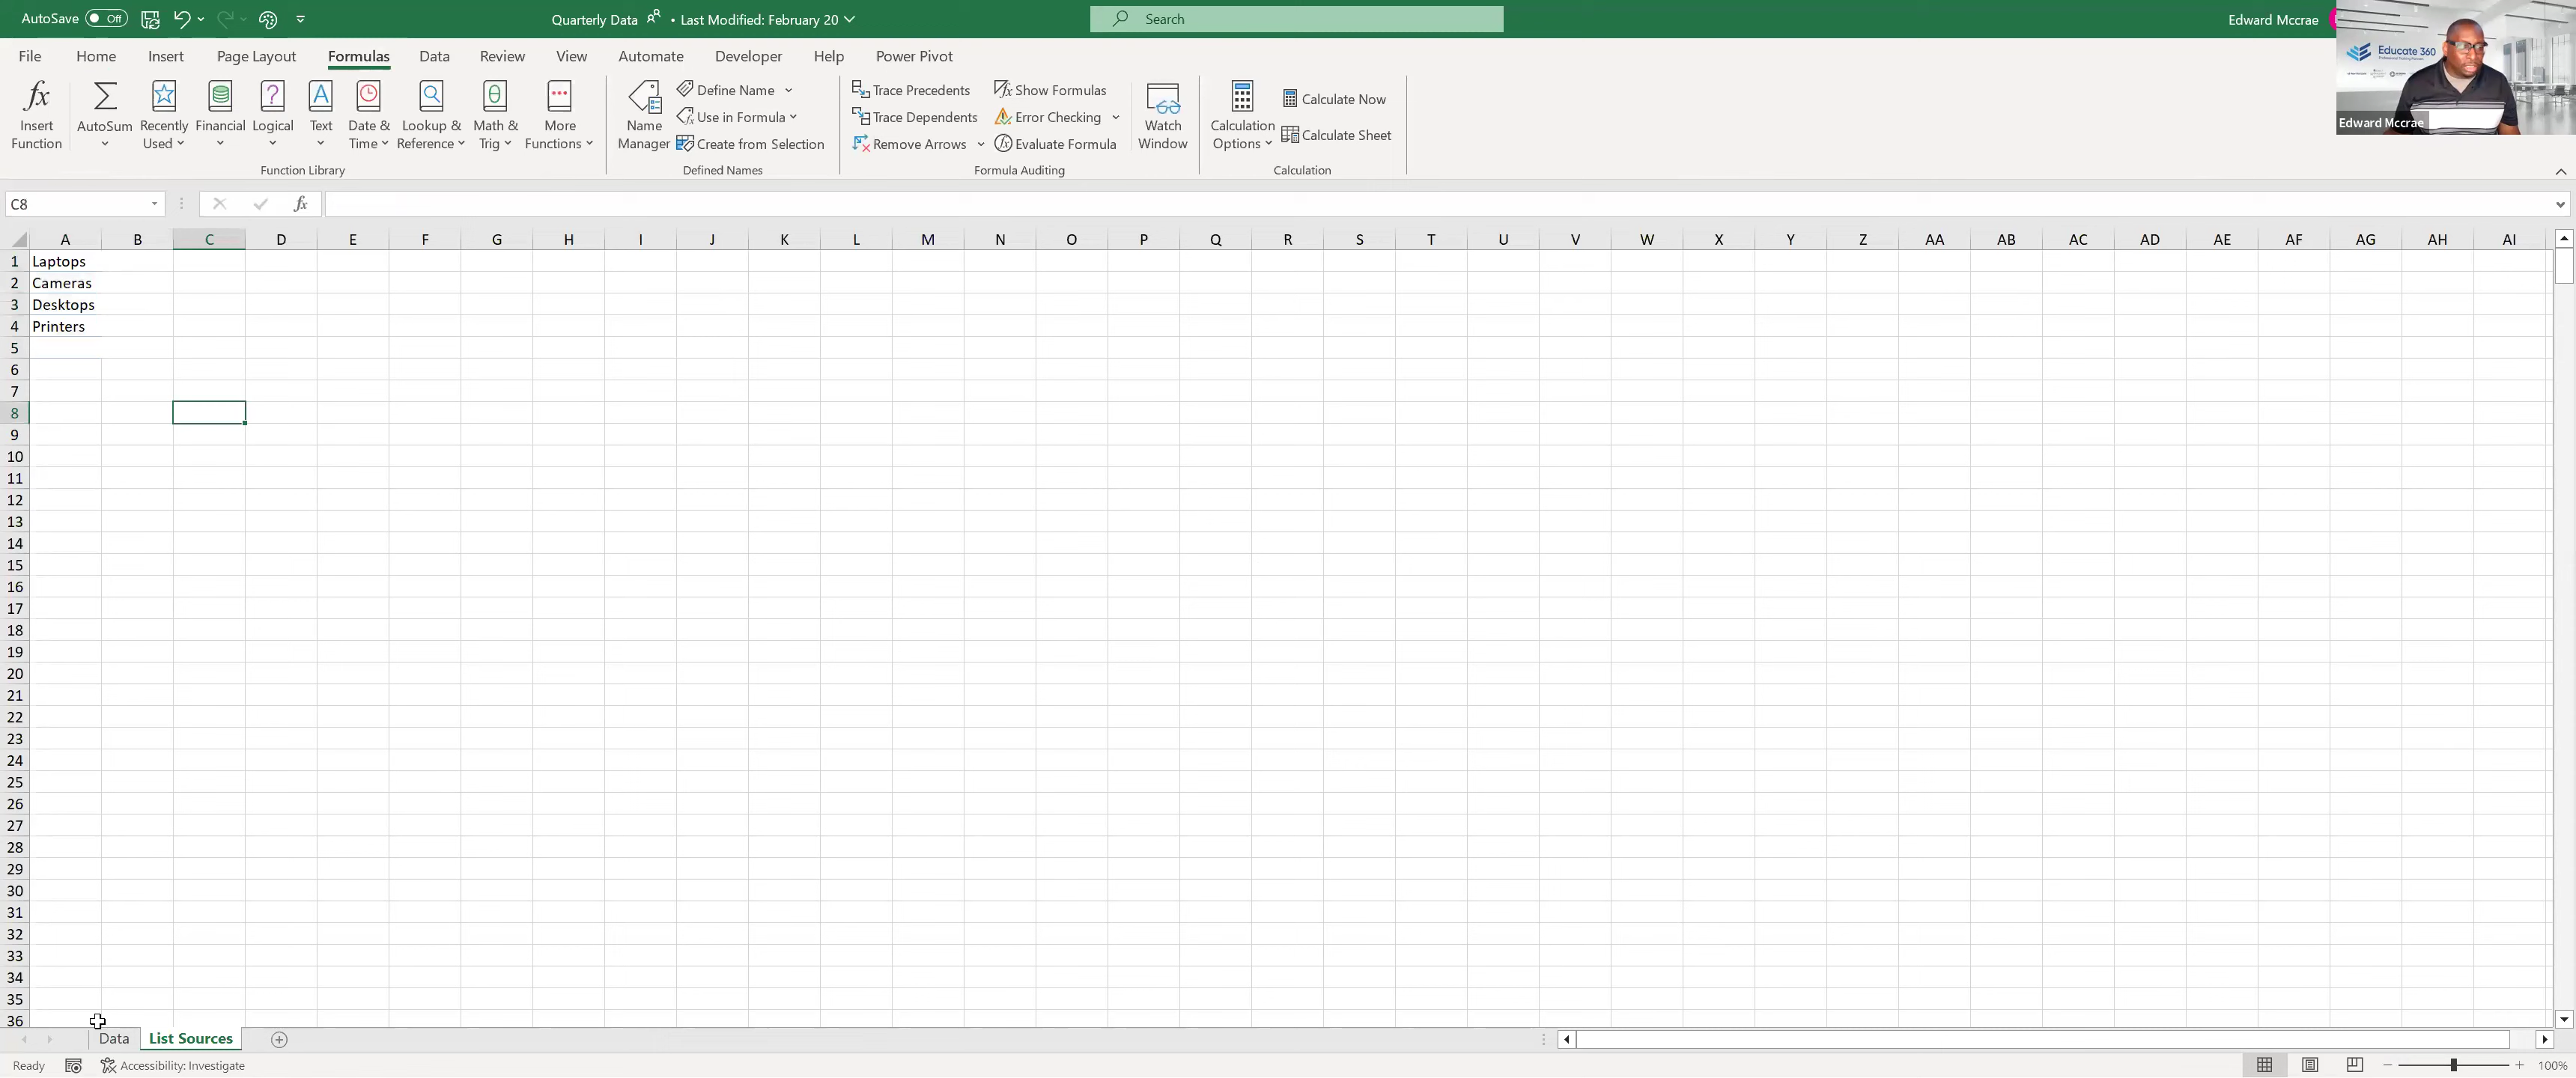 AutoSave Off
Quarterly Data • Last Modified: February 20
Search
Edward Mccrae
File Home Insert Page Layout Formulas Data Review View Automate Developer Help Power Pivot
Insert Function
AutoSum
Recently Used
Financial
Logical
Text
Date & Time
Lookup & Reference
Math & Trig
More Functions
Function Library
Name Manager
Define Name
Use in Formula
Create from Selection
Defined Names
Trace Precedents
Trace Dependents
Remove Arrows
Show Formulas
Error Checking
Evaluate Formula
Formula Auditing
Watch Window
Calculation Options
Calculate Now
Calculate Sheet
Calculation
Educate 360
Edward Mccrae
C8
fx
A B C D E F G H I J K L M N O P Q R S T U V W X Y Z AA AB AC AD AE AF AG AH AI
1 Laptops
2 Cameras
3 Desktops
4 Printers
5
6
7
8
9
10
11
12
13
14
15
16
17
18
19
20
21
22
23
24
25
26
27
28
29
30
31
32
33
34
35
36
Data List Sources
Ready Accessibility: Investigate
100%